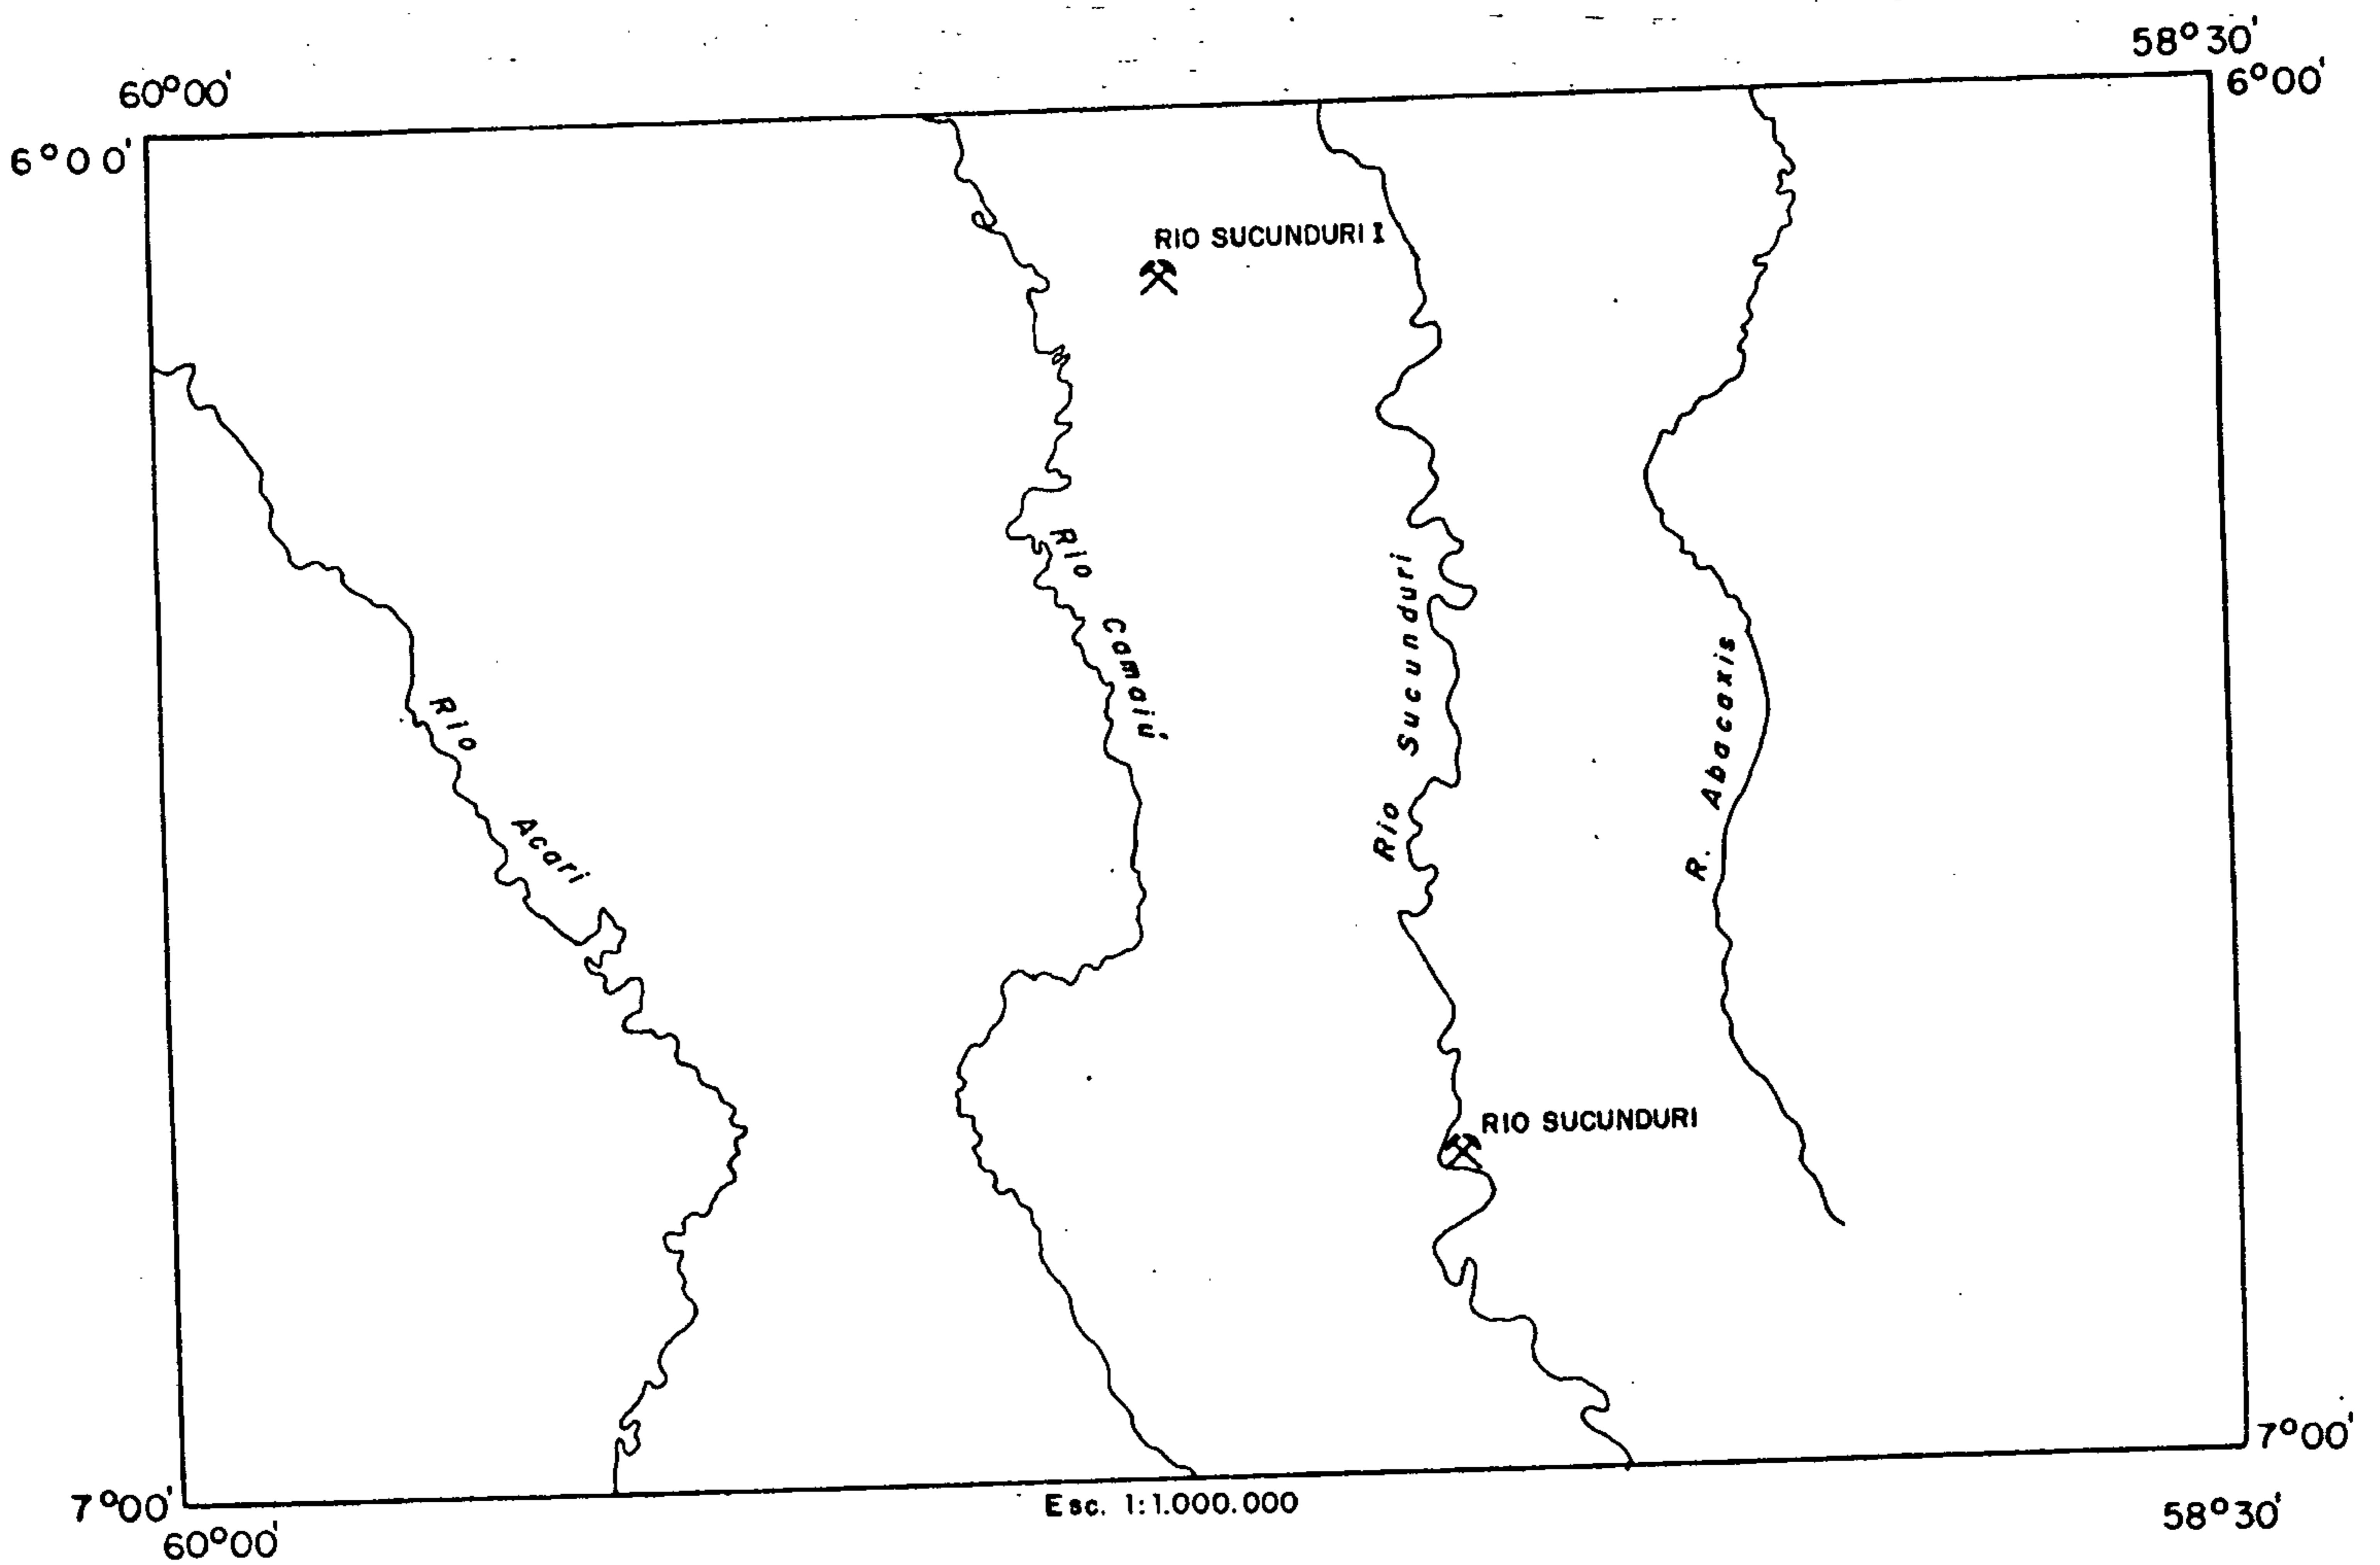 58°30'
60°00'
6°00'
6°00'
RIO SUCUNDURI I
Rio Camaiú
Rio Sucunduri
R. Abacaxis
Rio Acari
RIO SUCUNDURI
7°00'
7°00'
Esc. 1:1.000.000
60°00'
58°30'